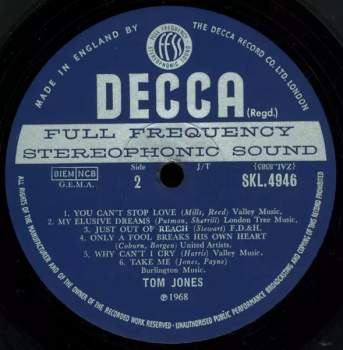 MADE IN ENGLAND BY
THE DECCA RECORD CO. LTD. LONDON
FULL FREQUENCY
FFSS
STEREOPHONIC SOUND
DECCA (Regd.)
FULL FREQUENCY
STEREOPHONIC SOUND
BIEM NCB
G.E.M.A.
Side
2
J/T
SKL.4946
1. YOU CAN'T STOP LOVE (Mills, Reed) Valley Music.
2. MY ELUSIVE DREAMS (Putman, Sherrill) London Tree Music.
3. JUST OUT OF REACH (Stewart) F.D.&H.
4. ONLY A FOOL BREAKS HIS OWN HEART
(Coburn, Borgen) United Artists.
5. WHY CAN'T I CRY (Harris) Valley Music.
6. TAKE ME (Jones, Payne)
Burlington Music.
TOM JONES
℗1968
ALL RIGHTS OF THE MANUFACTURER AND OF THE OWNER OF THE RECORDED WORK RESERVED · UNAUTHORISED PUBLIC PERFORMANCE BROADCASTING AND COPYING OF THIS RECORD PROHIBITED